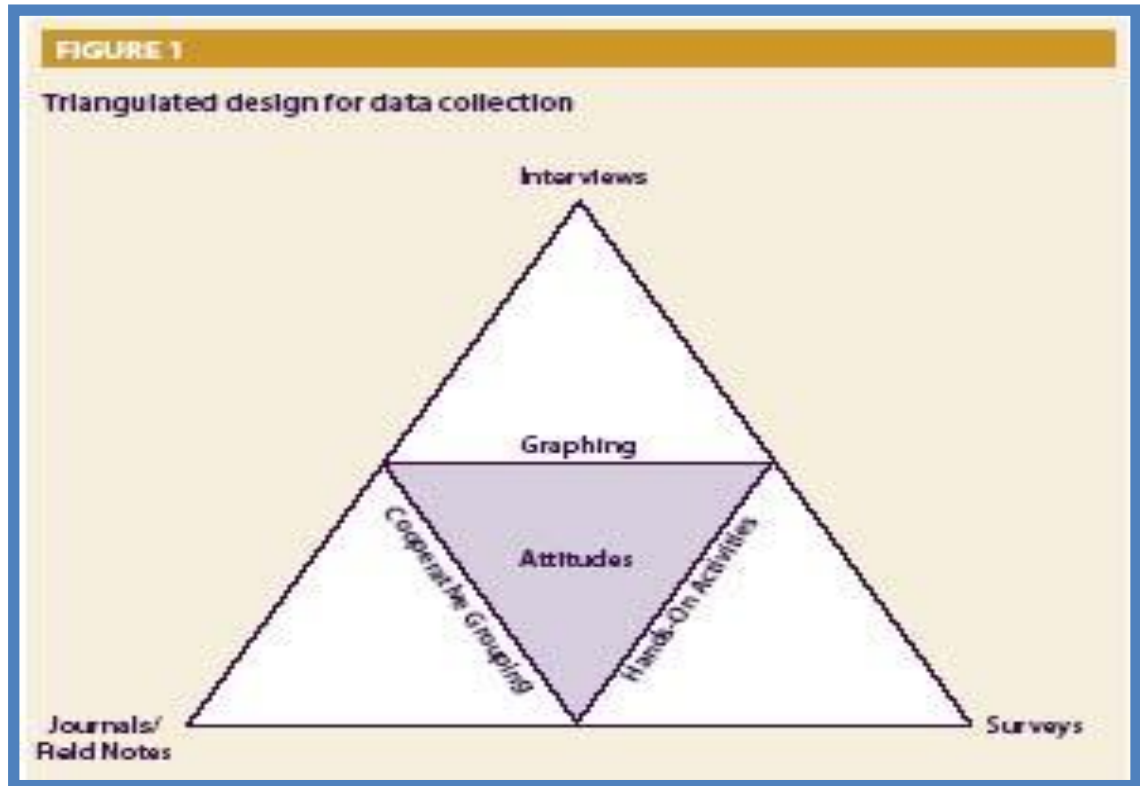 FIGURE 1
Triangulated design for data collection
Interviews
Graphing
Attitudes
Cooperative Grouping
Hands-On Activities
Journals/
Field Notes
Surveys